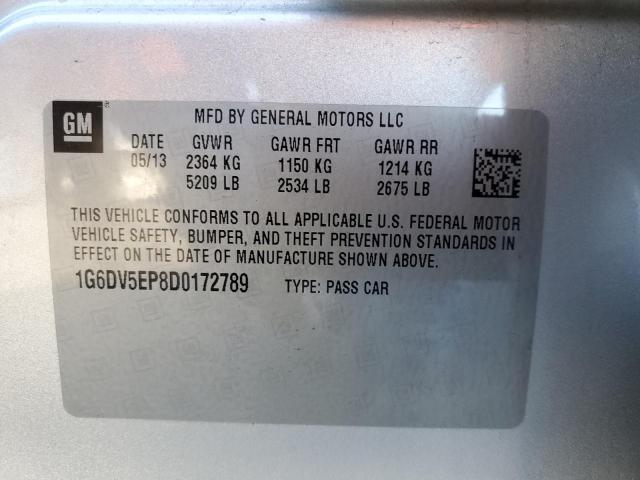 GM
MFD BY GENERAL MOTORS LLC
DATE GVWR GAWR FRT GAWR RR
05/13 2364 KG 1150 KG 1214 KG
5209 LB 2534 LB 2675 LB
THIS VEHICLE CONFORMS TO ALL APPLICABLE U.S. FEDERAL MOTOR
VEHICLE SAFETY, BUMPER, AND THEFT PREVENTION STANDARDS IN
EFFECT ON THE DATE OF MANUFACTURE SHOWN ABOVE.
1G6DV5EP8D0172789 TYPE: PASS CAR